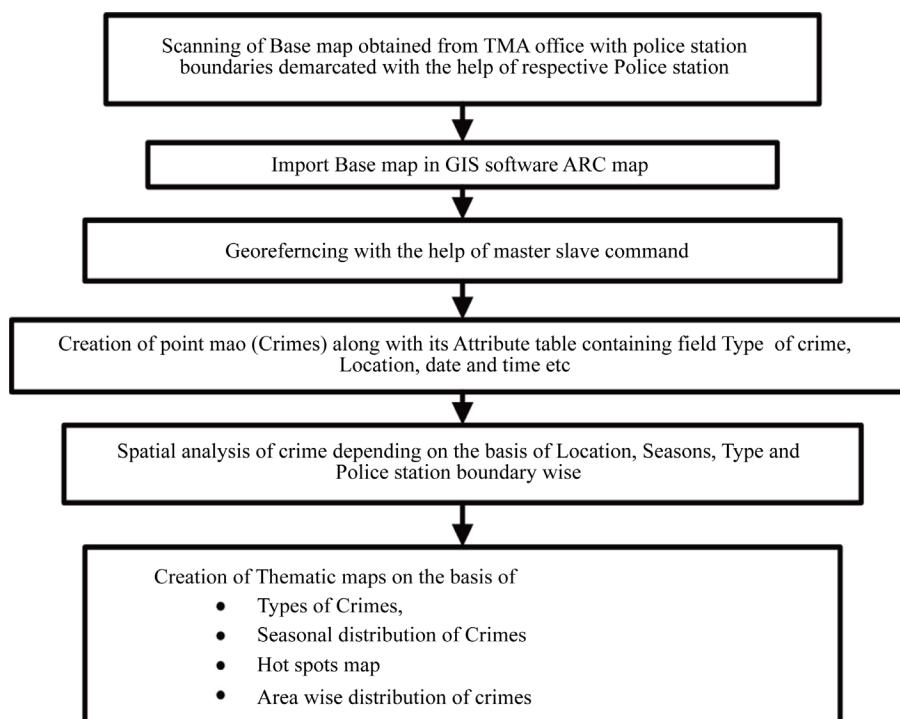 Scanning of Base map obtained from TMA office with police station
boundaries demarcated with the help of respective Police station
Import Base map in GIS software ARC map
Georeferncing with the help of master slave command
Creation of point mao (Crimes) along with its Attribute table containing field Type of crime,
Location, date and time etc
Spatial analysis of crime depending on the basis of Location, Seasons, Type and
Police station boundary wise
Creation of Thematic maps on the basis of
• Types of Crimes,
• Seasonal distribution of Crimes
• Hot spots map
• Area wise distribution of crimes